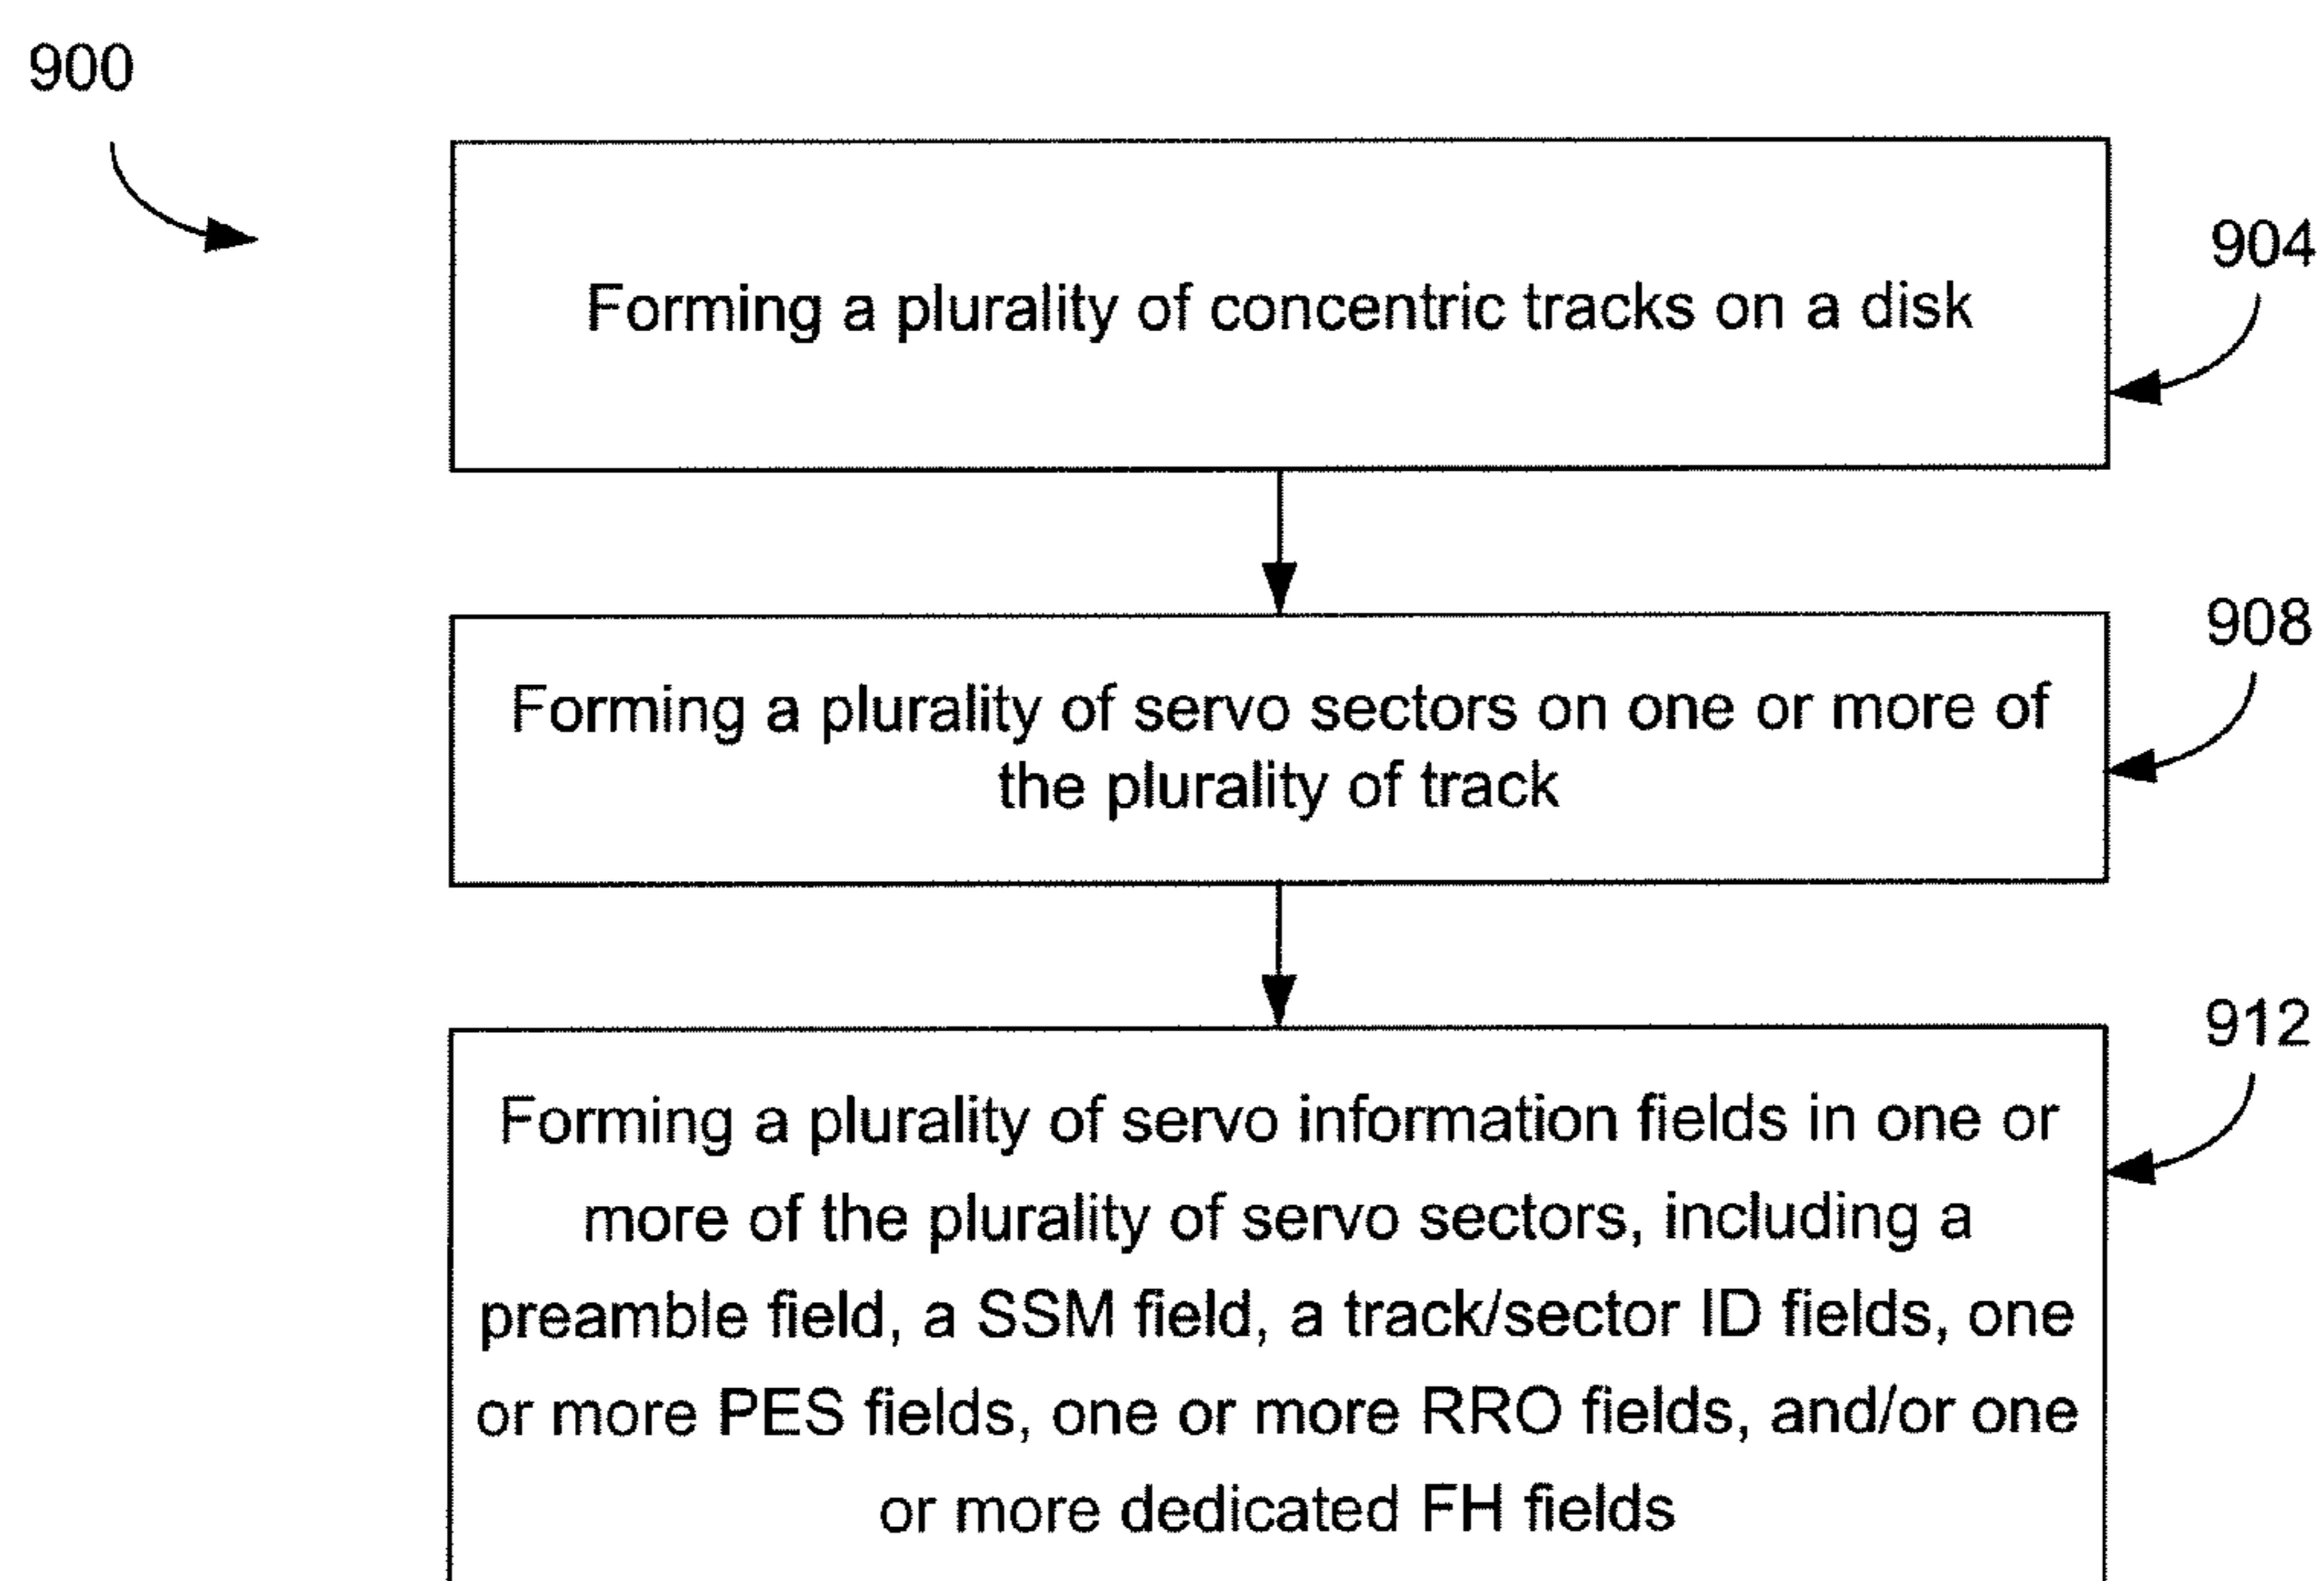 900
Forming a plurality of concentric tracks on a disk
904
Forming a plurality of servo sectors on one or more of
the plurality of track
908
Forming a plurality of servo information fields in one or
more of the plurality of servo sectors, including a
preamble field, a SSM field, a track/sector ID fields, one
or more PES fields, one or more RRO fields, and/or one
or more dedicated FH fields
912